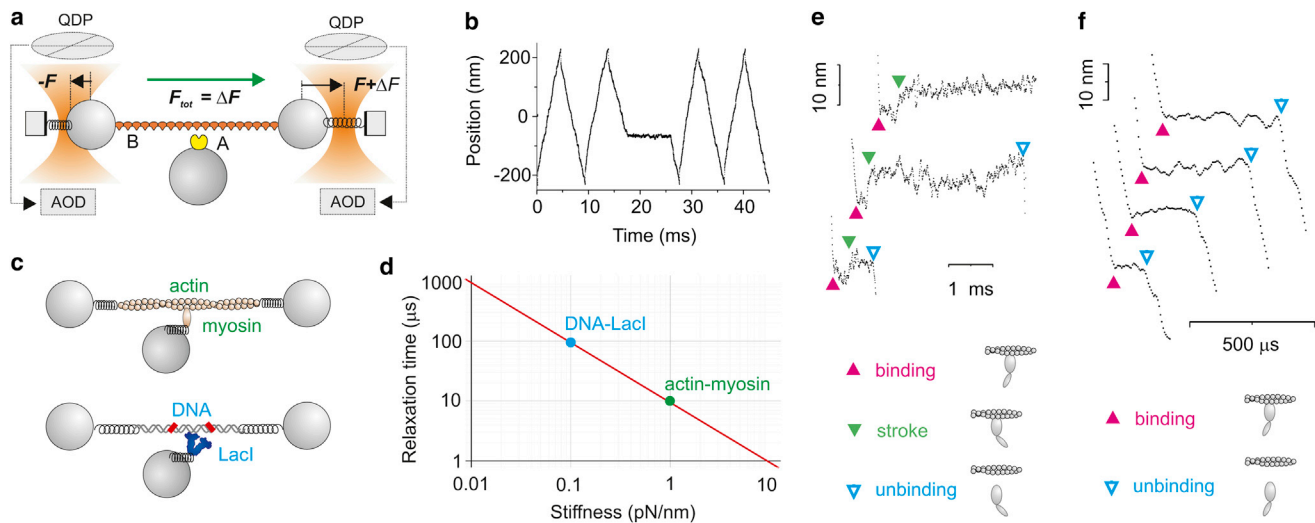 a
QDP
QDP
-F
F+ΔF
Ftot = ΔF
B
A
AOD
AOD
b
Position (nm)
200
0
-200
0
10
20
30
40
Time (ms)
c
actin
myosin
DNA
LacI
d
Relaxation time (μs)
1000
100
10
1
DNA-LacI
actin-myosin
0.01
0.1
1
10
Stiffness (pN/nm)
e
10 nm
1 ms
binding
stroke
unbinding
f
10 nm
500 μs
binding
unbinding